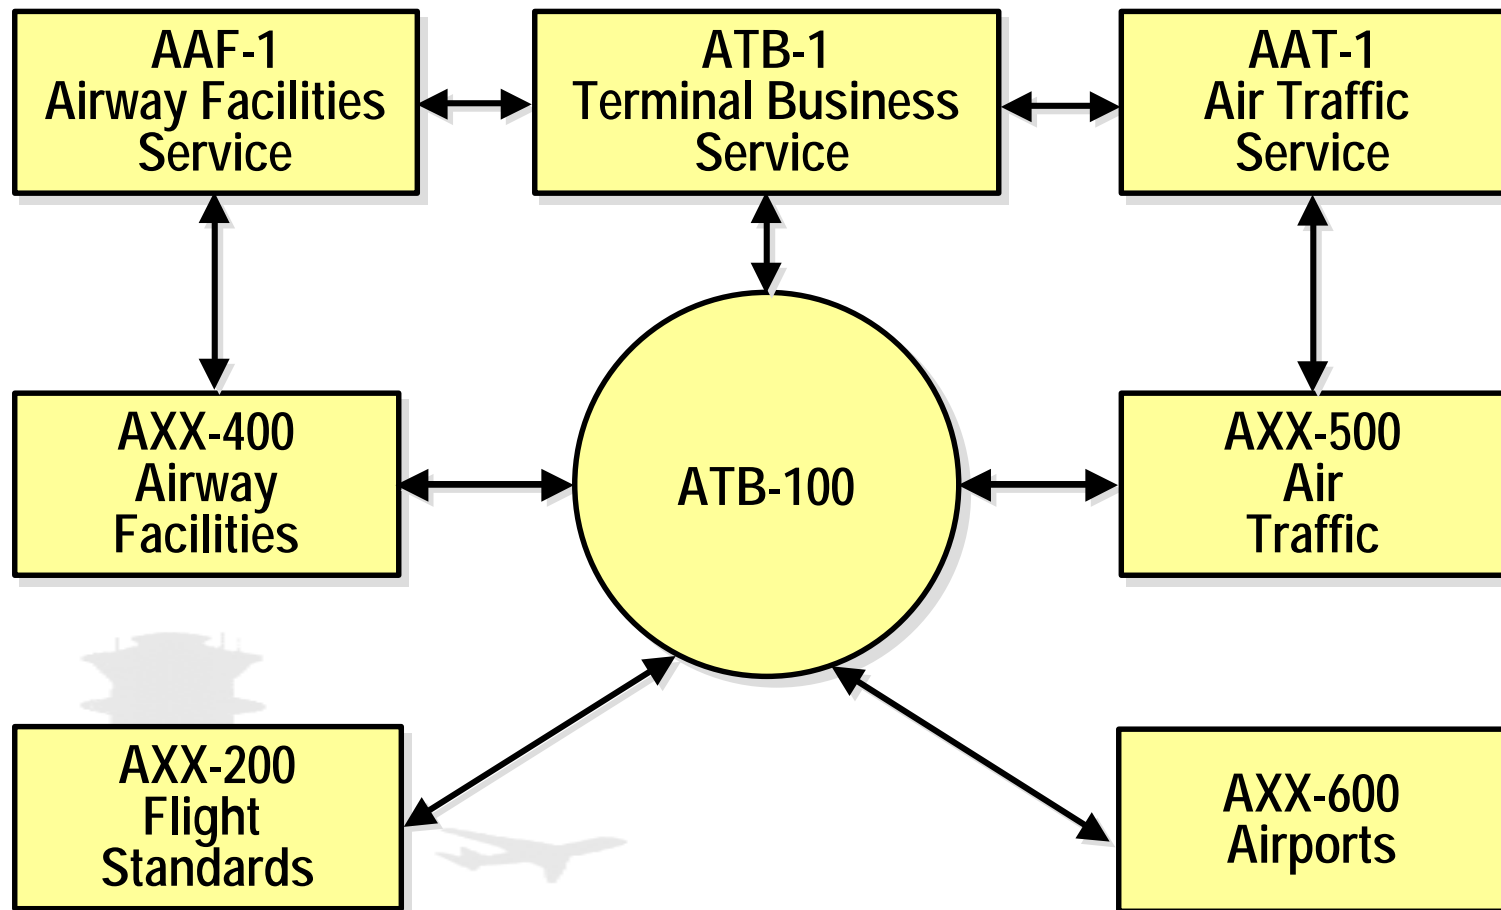 AAF-1
Airway Facilities
Service
ATB-1
Terminal Business
Service
AAT-1
Air Traffic
Service
AXX-400
Airway
Facilities
ATB-100
AXX-500
Air
Traffic
AXX-200
Flight
Standards
AXX-600
Airports